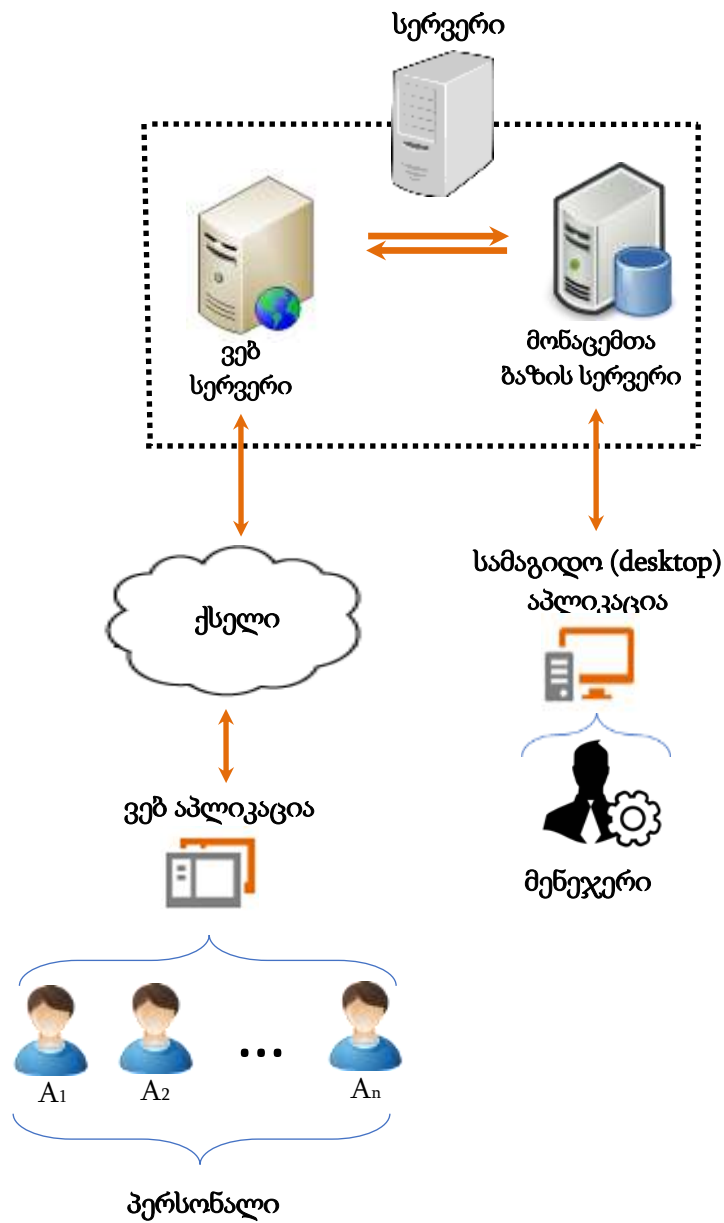 სერვერი
ვებ
სერვერი
მონაცემთა
ბაზის სერვერი
ქსელი
სამაგიდო (desktop)
აპლიკაცია
ვებ აპლიკაცია
მენეჯერი
A1
A2
...
An
პერსონალი